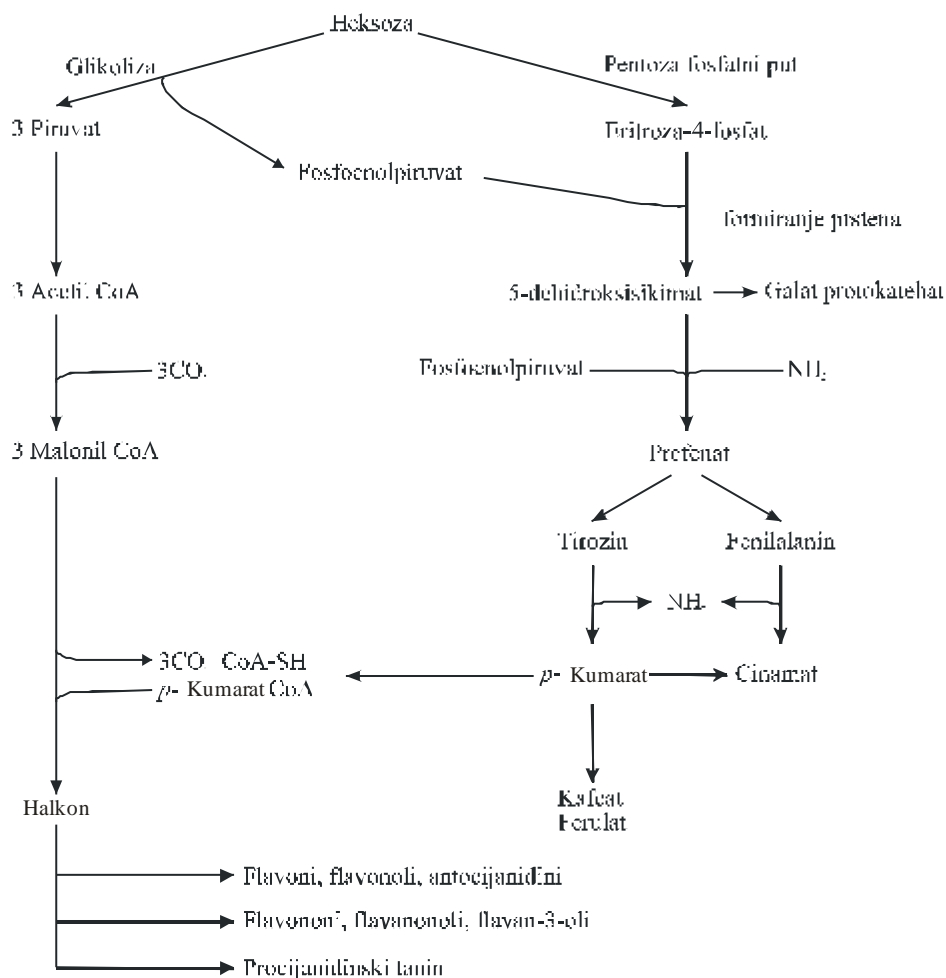 Heksoza
Glikoliza
Pentoza fosfatni put
3 Piruvat
Eritroza-4-fosfat
Fosfoenolpiruvat
formiranje prstena
3 Acetil CoA
5-dehidroksisikimat
Galat protokatehat
3CO
Fosfoenolpiruvat
NH
3 Malonil CoA
Prefenat
Tirozin
Fenilalanin
NH
3CO CoA-SH
p- Kumarat
Cinamat
p- Kumarat CoA
Halkon
Kafeat
Ferulat
Flavoni, flavonoli, antocijanidini
flavan-3-oli
Procijanidinski tanin